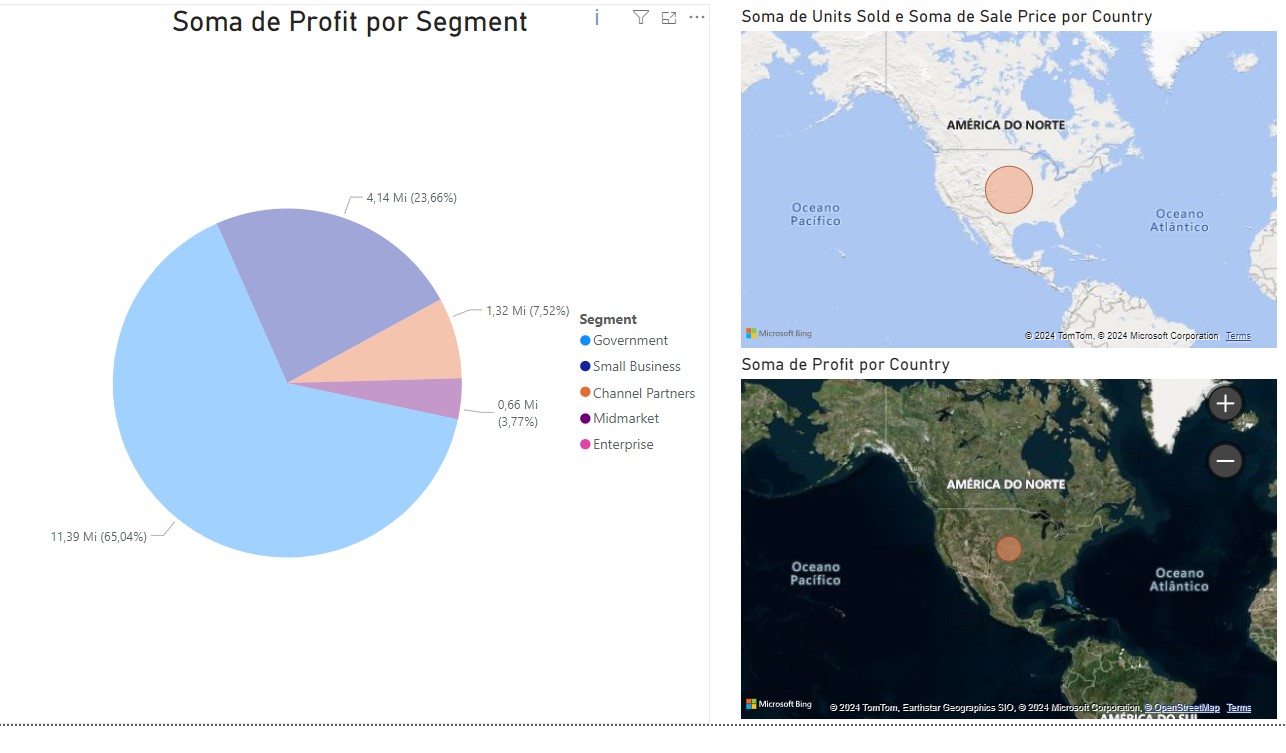 Soma de Profit por Segment
4,14 Mi (23,66%)
1,32 Mi (7,52%)
0,66 Mi
(3,77%)
11,39 Mi (65,04%)
Segment
Government
Small Business
Channel Partners
Midmarket
Enterprise
Soma de Units Sold e Soma de Sale Price por Country
AMÉRICA DO NORTE
Oceano
Pacífico
Oceano
Atlântico
Microsoft Bing
© 2024 TomTom, © 2024 Microsoft Corporation Terms
Soma de Profit por Country
AMÉRICA DO NORTE
Oceano
Pacífico
Oceano
Atlântico
Microsoft Bing
© 2024 TomTom, Earthstar Geographics SIO, © 2024 Microsoft Corporation, © OpenStreetMap Terms
AMÉRICA DO SUL